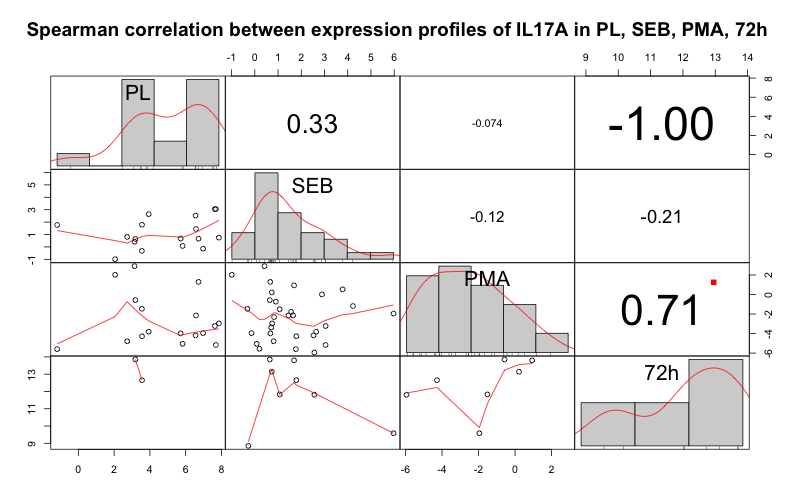 Spearman correlation between expression profiles of IL17A in PL, SEB, PMA, 72h
-1 0 1 2 3 4 5 6
9 10 11 12 13 14
PL
0.33
-0.074
-1.00
0 2 4 6 8
-1 1 3 5
SEB
-0.12
-0.21
PMA
0.71
-6 -4 -2 0 2
9 11 13
72h
0 2 4 6 8
-6 -4 -2 0 2